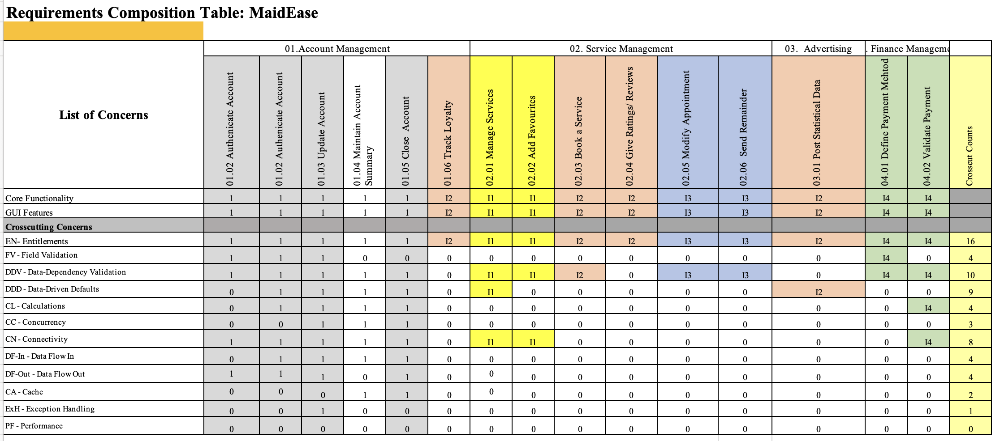 Requirements Composition Table: MaidEase
01.Account Management 02. Service Management 03. Advertising . Finance Manageme
List of Concerns
01.02 Authenicate Account
01.02 Authenicate Account
01.03 Update Account
01.04 Maintain Account
Summary
01.05 Close Account
01.06 Track Loyalty
02.01 Manage Services
02.02 Add Favourites
02.03 Book a Service
02.04 Give Ratings/ Reviews
02.05 Modify Appointment
02.06 Send Remainder
03.01 Post Statistical Data
04.01 Define Payment Mehtod
04.02 Validate Payment
Crosscut Counts
Core Functionality 1 1 1 1 1 I2 I1 I1 I2 I2 I3 I3 I2 I4 I4
GUI Features 1 1 1 1 1 I2 I1 I1 I2 I2 I3 I3 I2 I4 I4
Crosscutting Concerns
EN- Entitlements 1 1 1 1 1 I2 I1 I1 I2 I2 I3 I3 I2 I4 I4 16
FV - Field Validation 1 1 1 0 0 0 0 0 0 0 0 0 0 I4 0 4
DDV - Data-Dependency Validation 1 1 1 1 1 0 I1 I1 I2 0 I3 I3 0 I4 I4 10
DDD - Data-Driven Defaults 0 1 1 1 1 0 I1 0 0 0 0 0 I2 0 0 9
CL - Calculations 0 1 1 1 1 0 0 0 0 0 0 0 0 0 I4 4
CC - Concurrency 0 0 1 1 1 0 0 0 0 0 0 0 0 0 0 3
CN - Connectivity 1 1 1 1 1 0 I1 I1 0 0 0 0 0 0 I4 8
DF-In - Data Flow In 0 1 1 1 1 0 0 0 0 0 0 0 0 0 0 4
DF-Out - Data Flow Out 1 1 1 0 1 0 0 0 0 0 0 0 0 0 0 4
CA - Cache 0 0 0 1 1 0 0 0 0 0 0 0 0 0 0 2
ExH - Exception Handling 0 0 1 0 0 0 0 0 0 0 0 0 0 0 0 1
PF - Performance 0 0 0 0 0 0 0 0 0 0 0 0 0 0 0 0